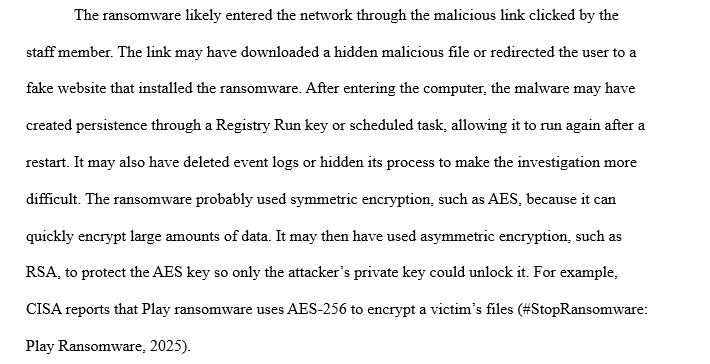 The ransomware likely entered the network through the malicious link clicked by the
staff member. The link may have downloaded a hidden malicious file or redirected the user to a
fake website that installed the ransomware. After entering the computer, the malware may have
created persistence through a Registry Run key or scheduled task, allowing it to run again after a
restart. It may also have deleted event logs or hidden its process to make the investigation more
difficult. The ransomware probably used symmetric encryption, such as AES, because it can
quickly encrypt large amounts of data. It may then have used asymmetric encryption, such as
RSA, to protect the AES key so only the attacker’s private key could unlock it. For example,
CISA reports that Play ransomware uses AES-256 to encrypt a victim’s files (#StopRansomware:
Play Ransomware, 2025).